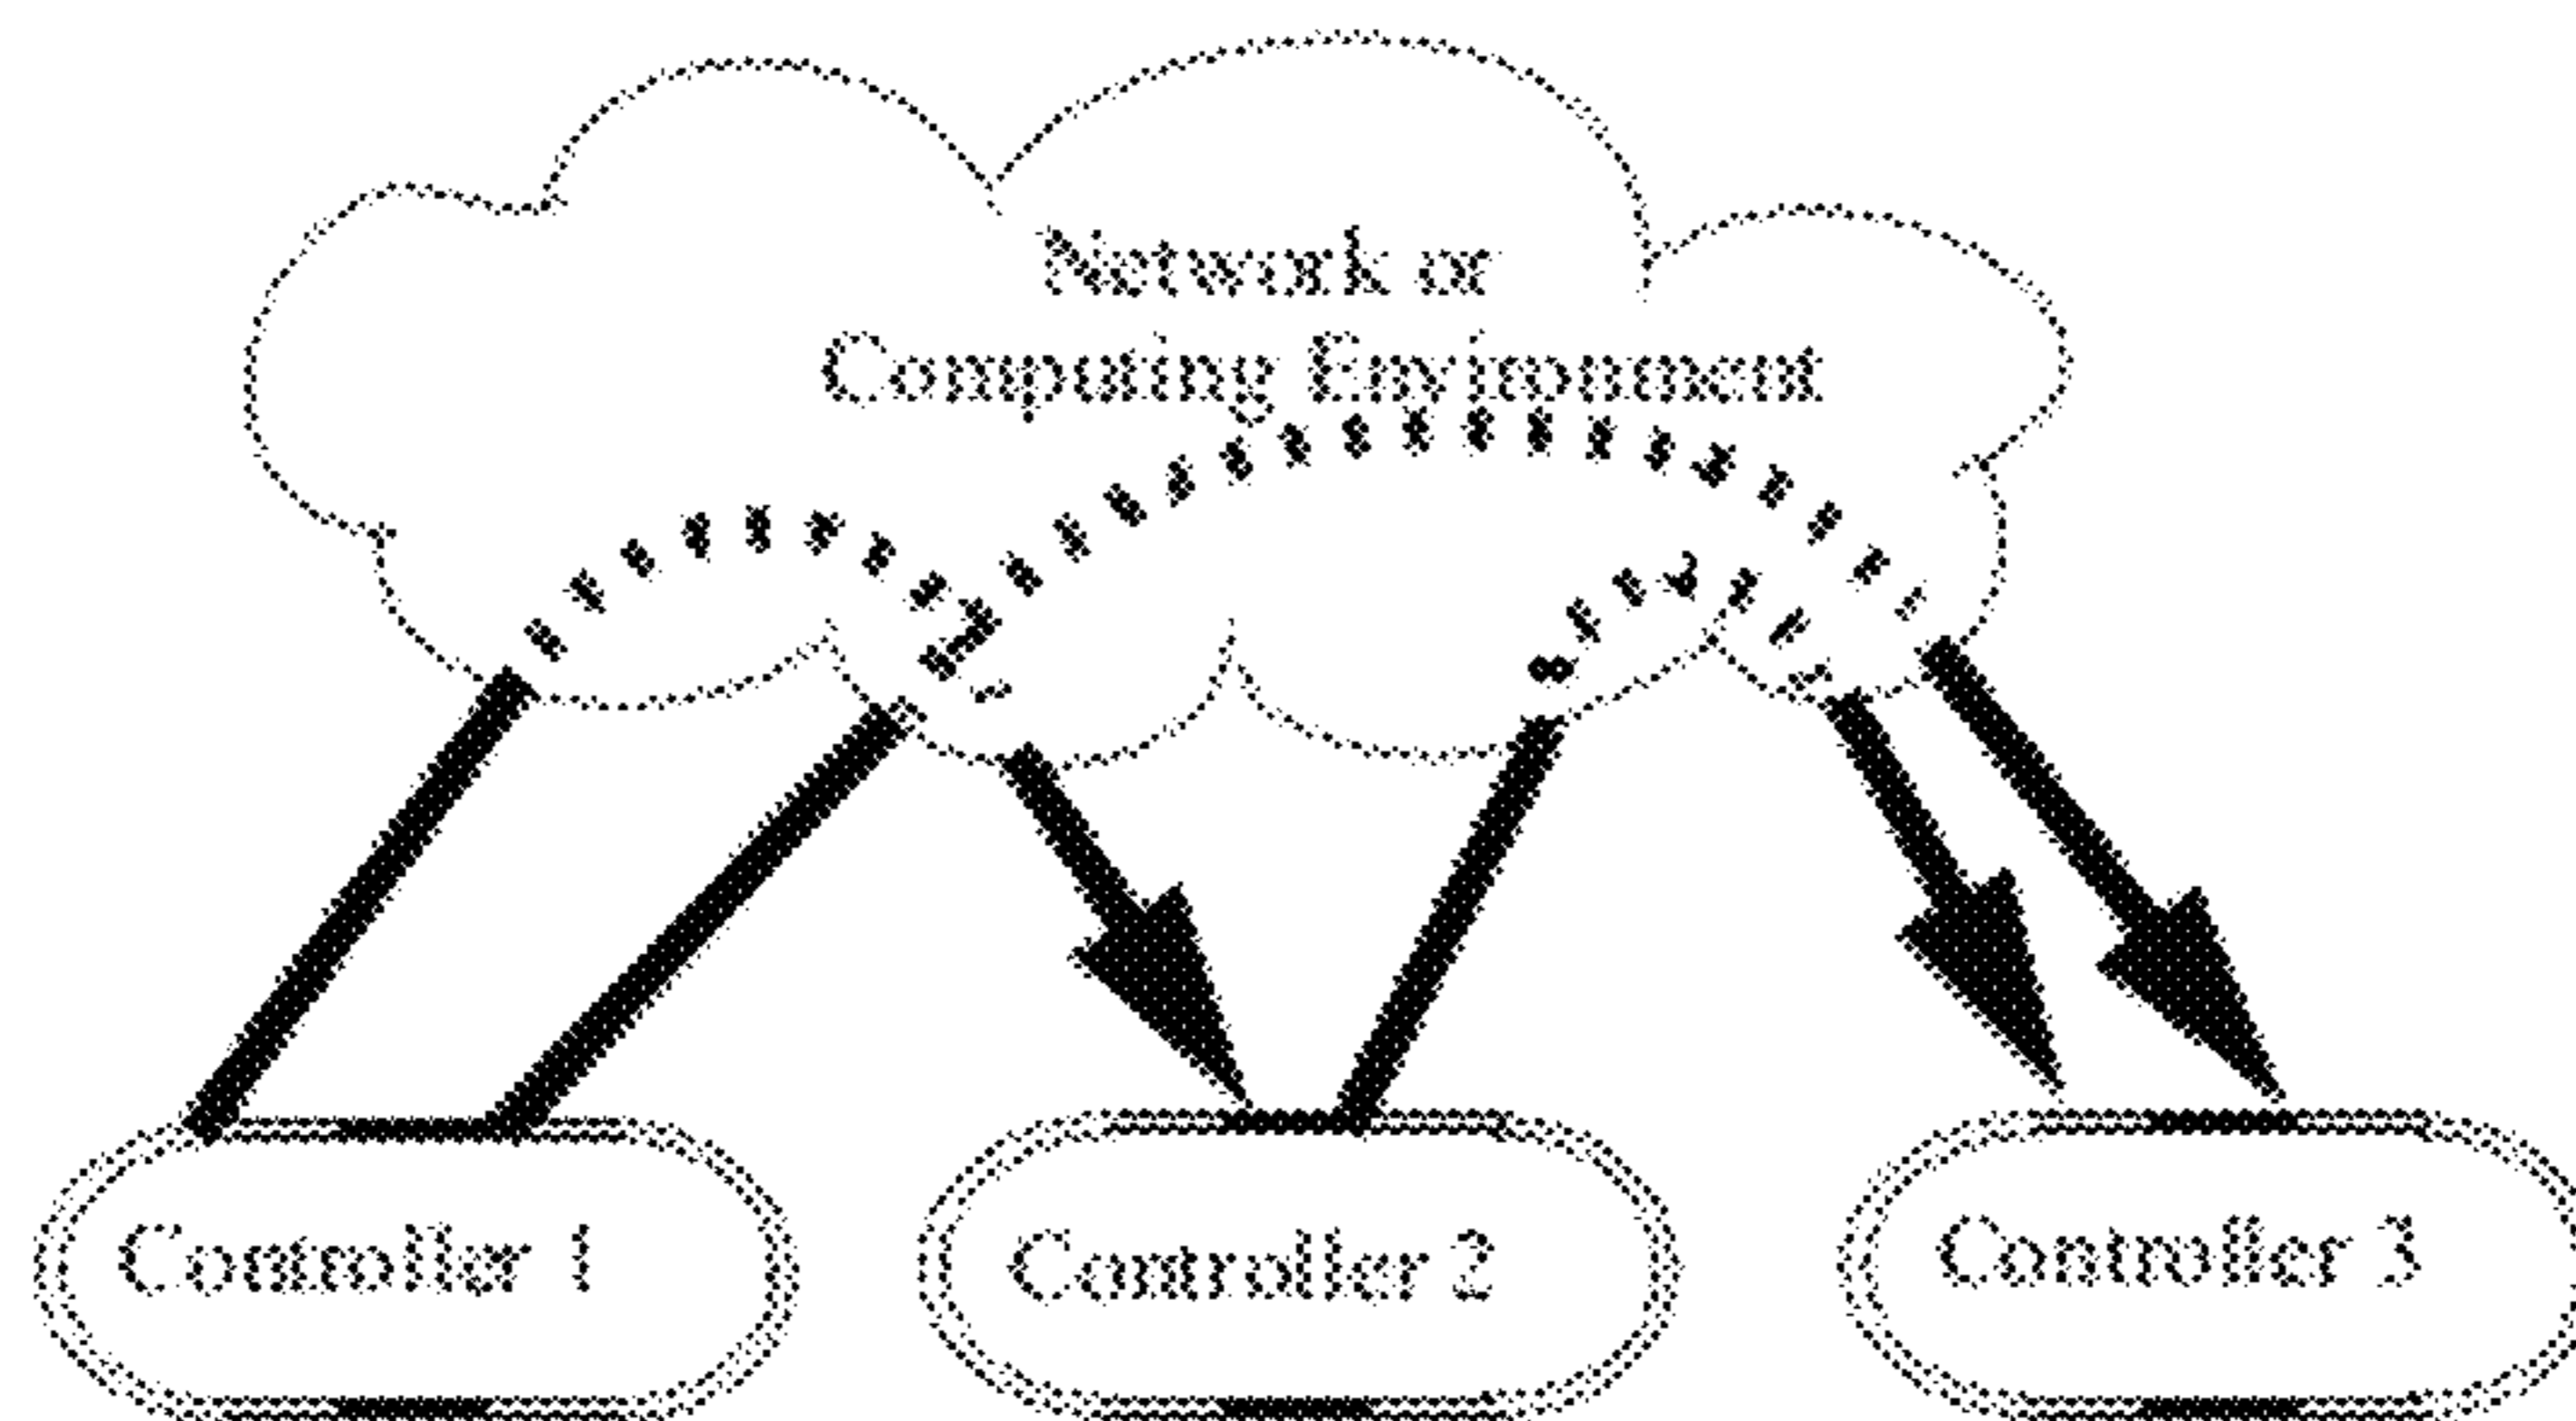 Network or
Computing Environment
Controller 1
Controller 2
Controller 3